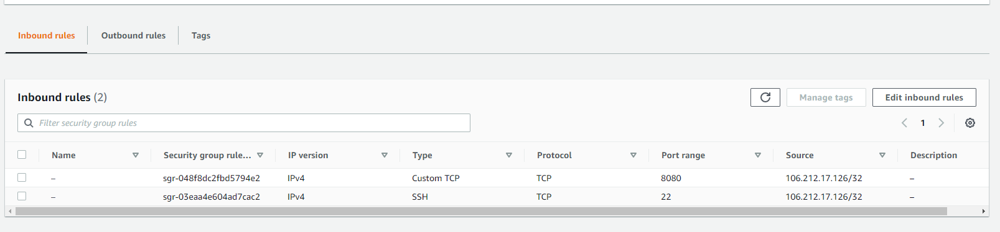 Inbound rules Outbound rules Tags
Inbound rules (2) Manage tags Edit inbound rules
Filter security group rules 1
Name Security group rule... IP version Type Protocol Port range Source Description
– sgr-048f8dc2fbd5794e2 IPv4 Custom TCP TCP 8080 106.212.17.126/32 –
– sgr-03eaa4e604ad7cac2 IPv4 SSH TCP 22 106.212.17.126/32 –